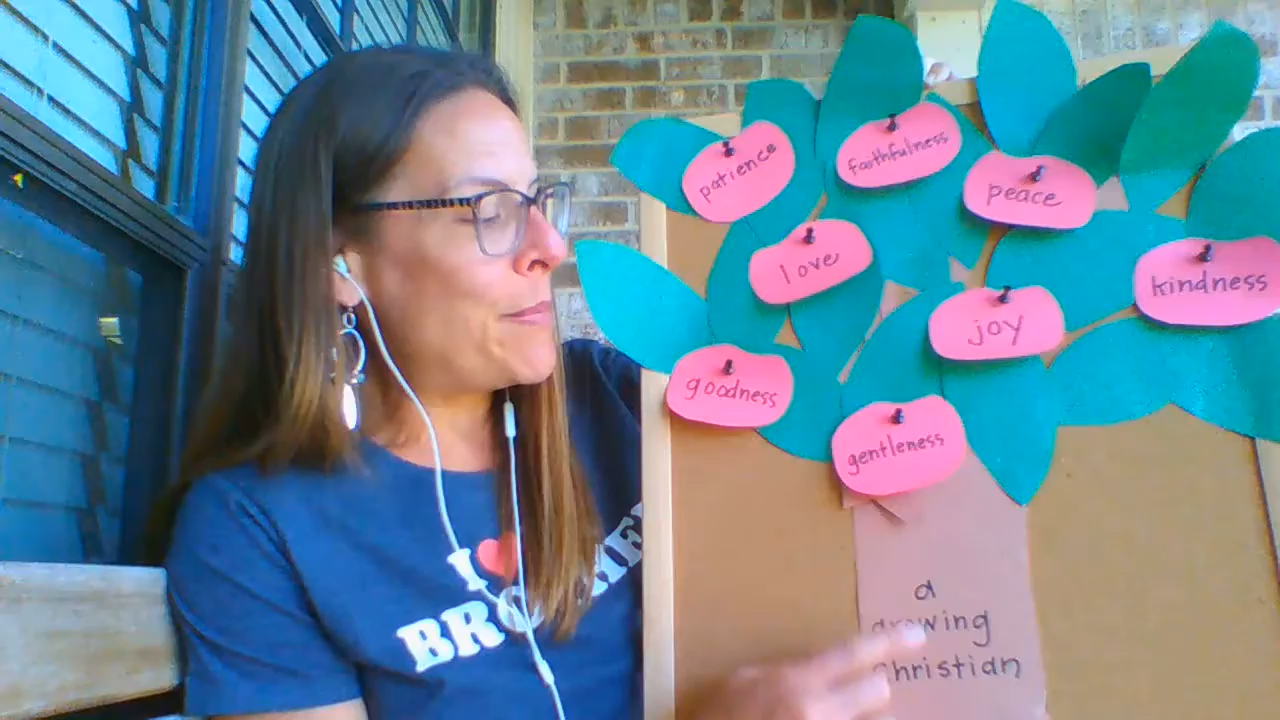 patience
faithfulness
peace
love
kindness
joy
goodness
gentleness
a
growing
christian
I